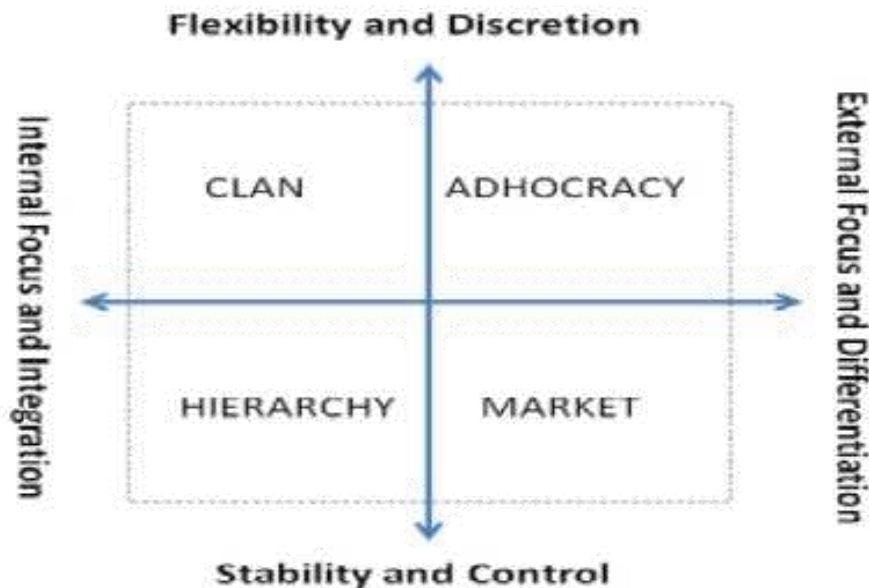 Flexibility and Discretion
Internal Focus and Integration
External Focus and Differentiation
CLAN
ADHOCRACY
HIERARCHY
MARKET
Stability and Control